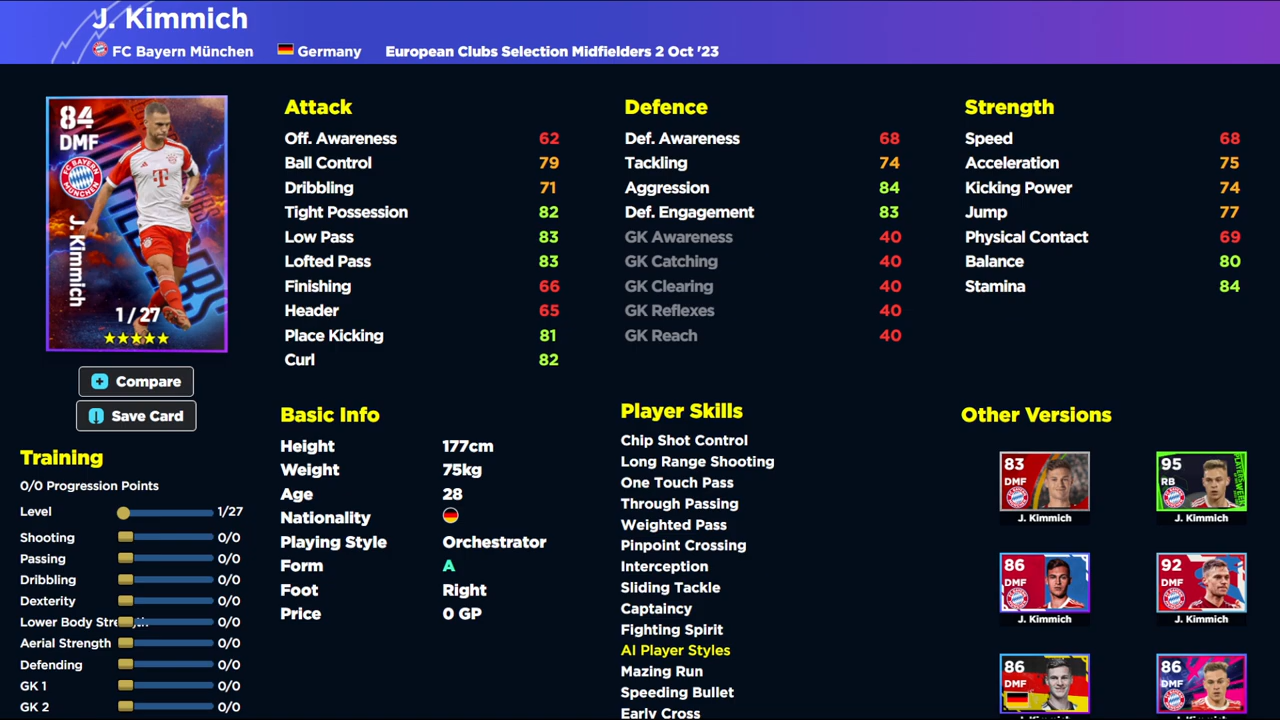 J. Kimmich
FC Bayern München Germany European Clubs Selection Midfielders 2 Oct '23
84
DMF
FC BAYERN MÜNCHEN
J. Kimmich
1 / 27
Compare
Save Card
Training
0/0 Progression Points
Level 1/27
Shooting 0/0
Passing 0/0
Dribbling 0/0
Dexterity 0/0
Lower Body Strength 0/0
Aerial Strength 0/0
Defending 0/0
GK 1 0/0
GK 2 0/0
Attack
Off. Awareness 62
Ball Control 79
Dribbling 71
Tight Possession 82
Low Pass 83
Lofted Pass 83
Finishing 66
Header 65
Place Kicking 81
Curl 82
Defence
Def. Awareness 68
Tackling 74
Aggression 84
Def. Engagement 83
GK Awareness 40
GK Catching 40
GK Clearing 40
GK Reflexes 40
GK Reach 40
Strength
Speed 68
Acceleration 75
Kicking Power 74
Jump 77
Physical Contact 69
Balance 80
Stamina 84
Basic Info
Height 177cm
Weight 75kg
Age 28
Nationality
Playing Style Orchestrator
Form A
Foot Right
Price 0 GP
Player Skills
Chip Shot Control
Long Range Shooting
One Touch Pass
Through Passing
Weighted Pass
Pinpoint Crossing
Interception
Sliding Tackle
Captaincy
Fighting Spirit
AI Player Styles
Mazing Run
Speeding Bullet
Early Cross
Other Versions
83
DMF
J. Kimmich
95
RB
J. Kimmich
86
DMF
J. Kimmich
92
DMF
J. Kimmich
86
DMF
J. Kimmich
86
DMF
J. Kimmich